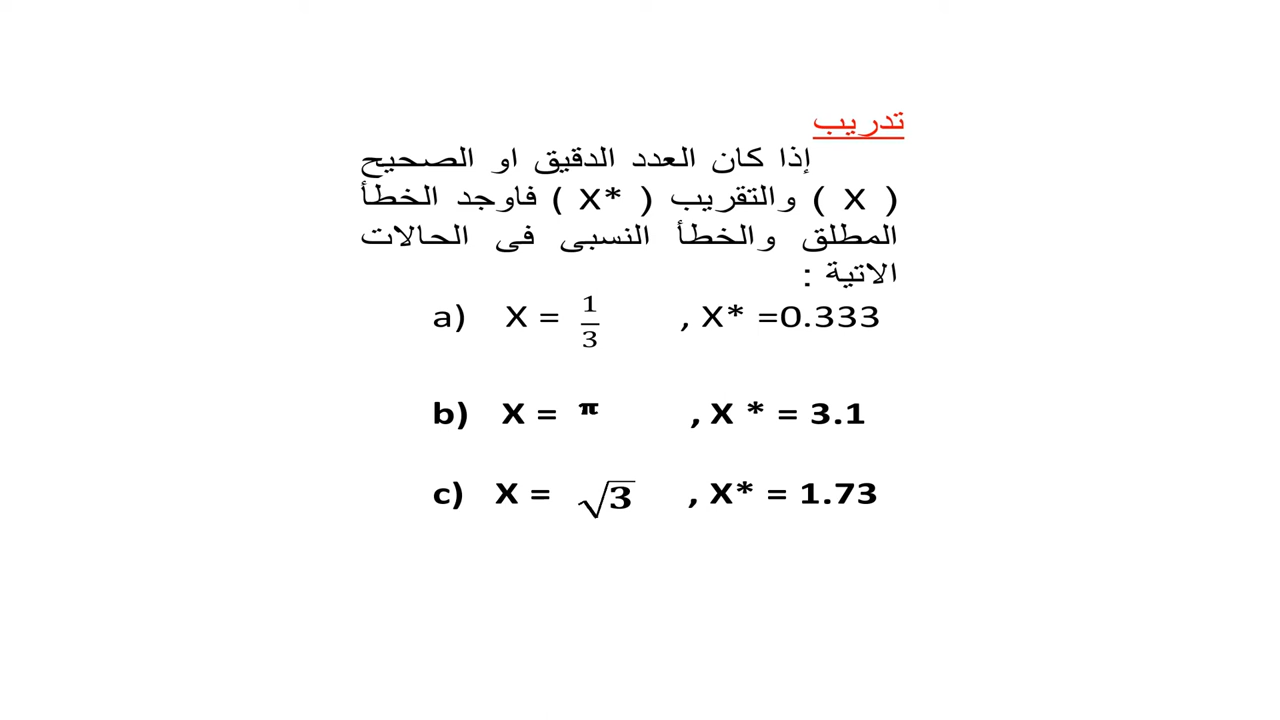 تدريب
إذا كان العدد الدقيق او الصحيح
( X ) والتقريب ( X* ) فاوجد الخطأ
المطلق والخطأ النسبى فى الحالات
الاتية :
a) X = 1/3 , X* =0.333
b) X = π , X * = 3.1
c) X = √3 , X* = 1.73